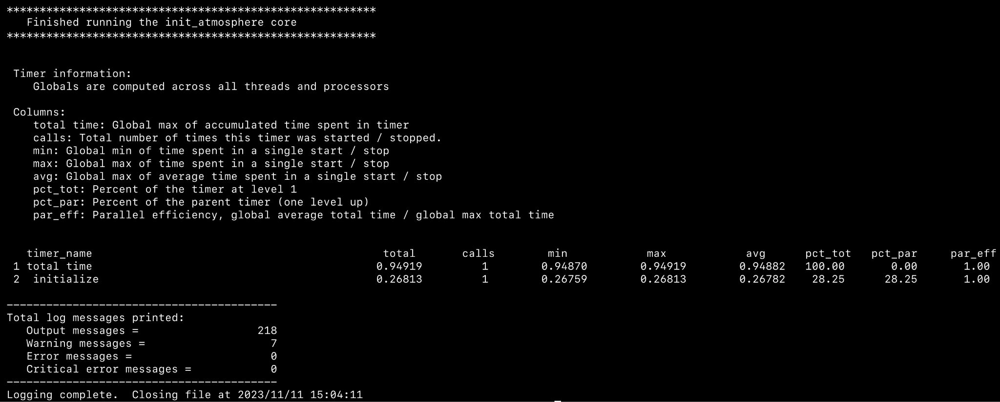 ********************************************************
   Finished running the init_atmosphere core
********************************************************
 Timer information:
    Globals are computed across all threads and processors
 Columns:
    total time: Global max of accumulated time spent in timer
    calls: Total number of times this timer was started / stopped.
    min: Global min of time spent in a single start / stop
    max: Global max of time spent in a single start / stop
    avg: Global max of average time spent in a single start / stop
    pct_tot: Percent of the timer at level 1
    pct_par: Percent of the parent timer (one level up)
    par_eff: Parallel efficiency, global average total time / global max total time
   timer_name                                            total       calls        min            max            avg      pct_tot   pct_par     par_eff
 1 total time                                           0.94919         1        0.94870        0.94919        0.94882   100.00       0.00       1.00
 2  initialize                                          0.26813         1        0.26759        0.26813        0.26782    28.25      28.25       1.00
-----------------------------------------
Total log messages printed:
   Output messages =                  218
   Warning messages =                   7
   Error messages =                     0
   Critical error messages =            0
-----------------------------------------
Logging complete.  Closing file at 2023/11/11 15:04:11